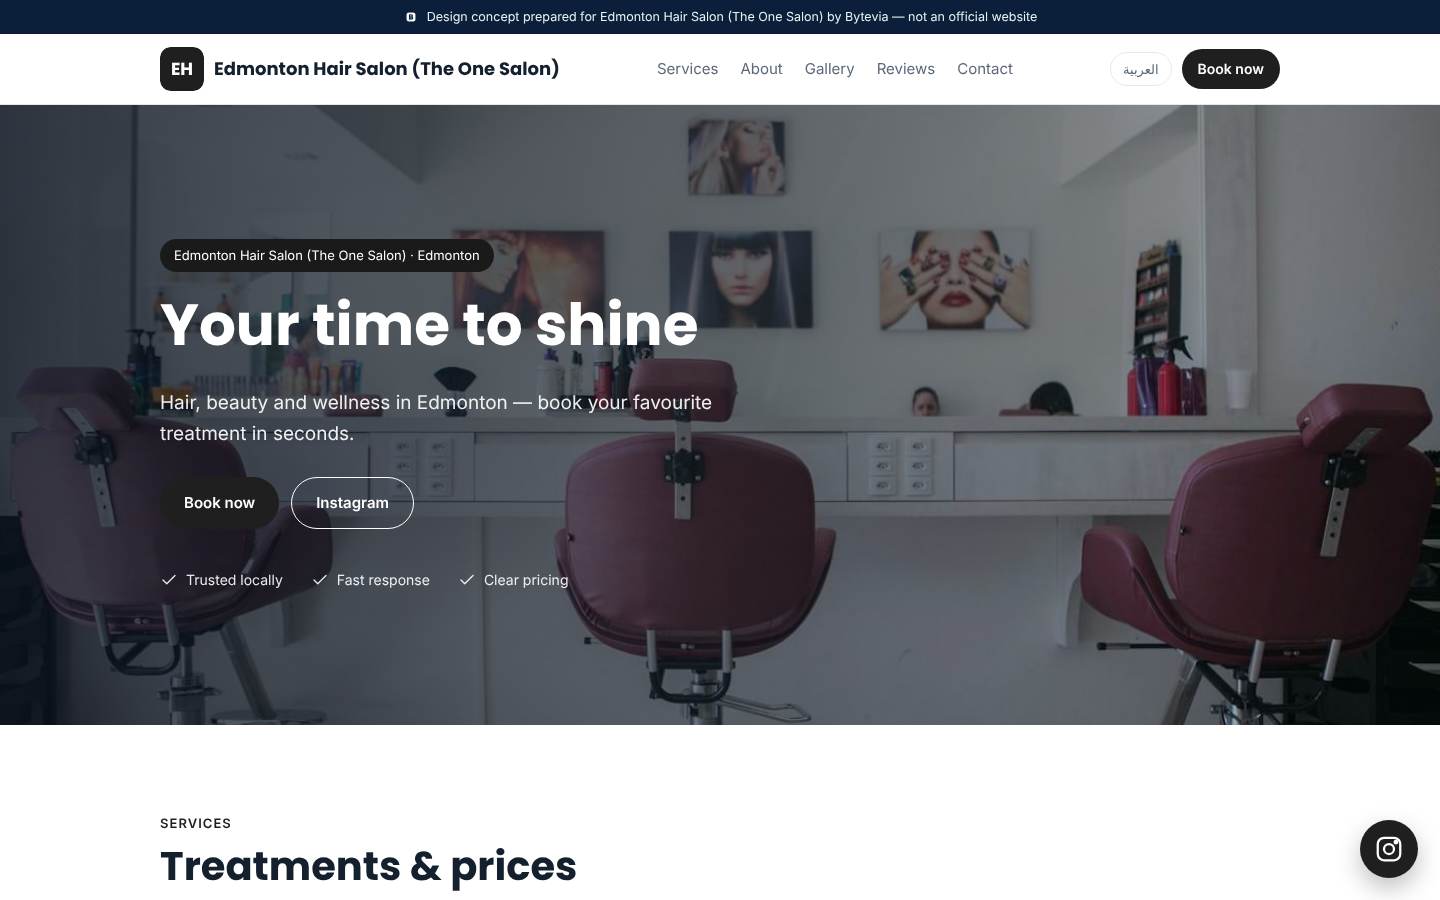 Design concept prepared for Edmonton Hair Salon (The One Salon) by Bytevia — not an official website
EH Edmonton Hair Salon (The One Salon) Services About Gallery Reviews Contact العربية Book now
Edmonton Hair Salon (The One Salon) · Edmonton
Your time to shine
Hair, beauty and wellness in Edmonton — book your favourite
treatment in seconds.
Book now Instagram
Trusted locally Fast response Clear pricing
SERVICES
Treatments & prices